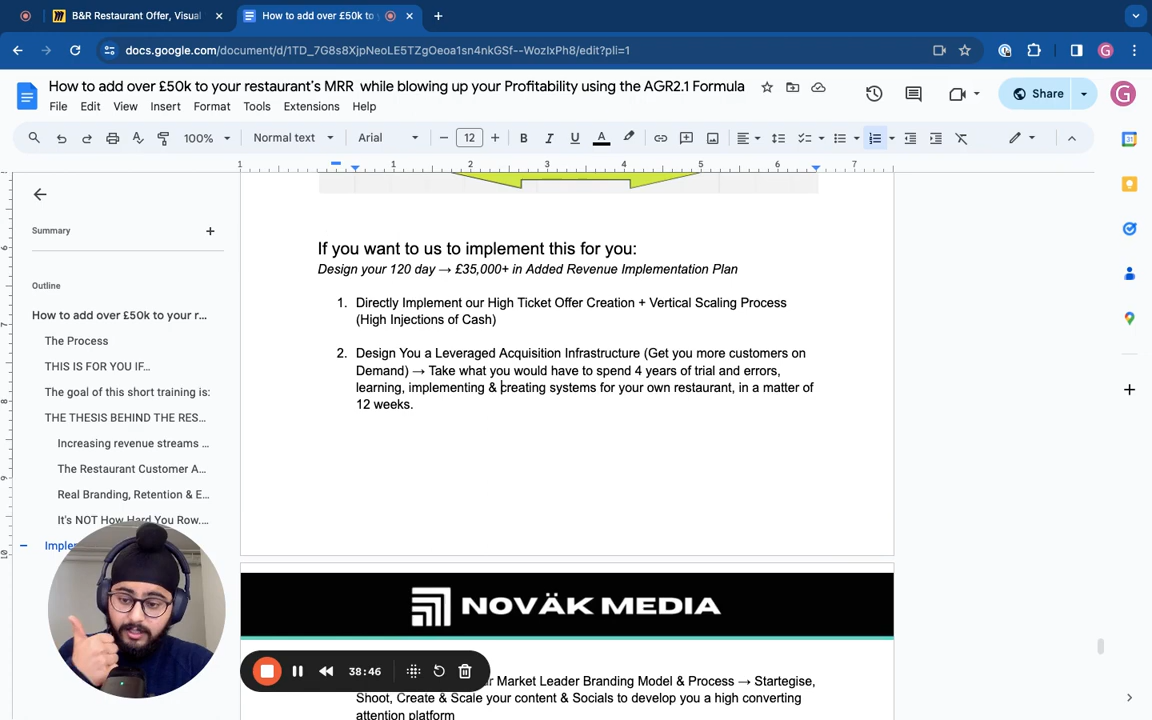 B&R Restaurant Offer, Visual
How to add over £50k to
docs.google.com/document/d/1TD_7G8s8XjpNeoLE5TZgOeoa1sn4nkGSf--WozIxPh8/edit?pli=1
How to add over £50k to your restaurant's MRR while blowing up your Profitability using the AGR2.1 Formula
File Edit View Insert Format Tools Extensions Help
Share
G
100% Normal text Arial 12 B I U A
1 1 2 3 4 5 6 7
Summary
Outline
How to add over £50k to your r...
The Process
THIS IS FOR YOU IF...
The goal of this short training is:
THE THESIS BEHIND THE RES...
Increasing revenue streams ...
The Restaurant Customer A...
Real Branding, Retention & E...
It's NOT How Hard You Row....
If you want to us to implement this for you:
Design your 120 day → £35,000+ in Added Revenue Implementation Plan
1. Directly Implement our High Ticket Offer Creation + Vertical Scaling Process
(High Injections of Cash)
2. Design You a Leveraged Acquisition Infrastructure (Get you more customers on
Demand) → Take what you would have to spend 4 years of trial and errors,
learning, implementing & creating systems for your own restaurant, in a matter of
12 weeks.
NOVÄK MEDIA
38:46
Market Leader Branding Model & Process → Startegise,
Shoot, Create & Scale your content & Socials to develop you a high converting
attention platform